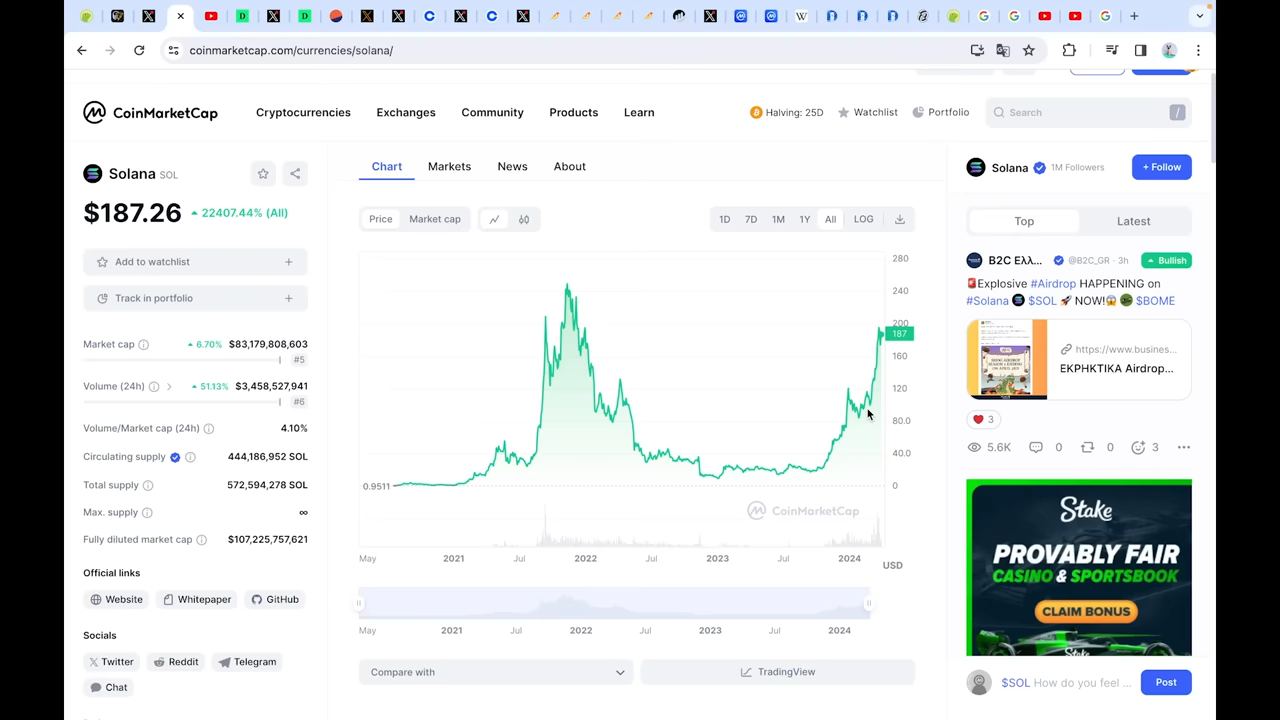 coinmarketcap.com/currencies/solana/
CoinMarketCap
Cryptocurrencies
Exchanges
Community
Products
Learn
Halving: 25D
Watchlist
Portfolio
Search
/
Solana SOL
$187.26
22407.44% (All)
Add to watchlist +
Track in portfolio +
Market cap 6.70% $83,179,808,603
#5
Volume (24h) 51.13% $3,458,527,941
#6
Volume/Market cap (24h) 4.10%
Circulating supply 444,186,952 SOL
Total supply 572,594,278 SOL
Max. supply ∞
Fully diluted market cap $107,225,757,621
Official links
Website
Whitepaper
GitHub
Socials
Twitter
Reddit
Telegram
Chat
Chart
Markets
News
About
Price
Market cap
1D
7D
1M
1Y
All
LOG
280
240
200
187
160
120
80.0
40.0
0
0.9511
CoinMarketCap
May
2021
Jul
2022
Jul
2023
Jul
2024
USD
May
2021
Jul
2022
Jul
2023
Jul
2024
Compare with
TradingView
Solana 1M Followers
+ Follow
Top
Latest
B2C Ελλ... @B2C_GR · 3h Bullish
🚨Explosive #Airdrop HAPPENING on
#Solana $SOL 🚀 NOW!😱 $BOME
https://www.busines...
ΕΚΡΗΚΤΙΚΑ Airdrop...
3
5.6K
0
0
3
Stake
PROVABLY FAIR
CASINO & SPORTSBOOK
CLAIM BONUS
Stake
$SOL How do you feel ...
Post